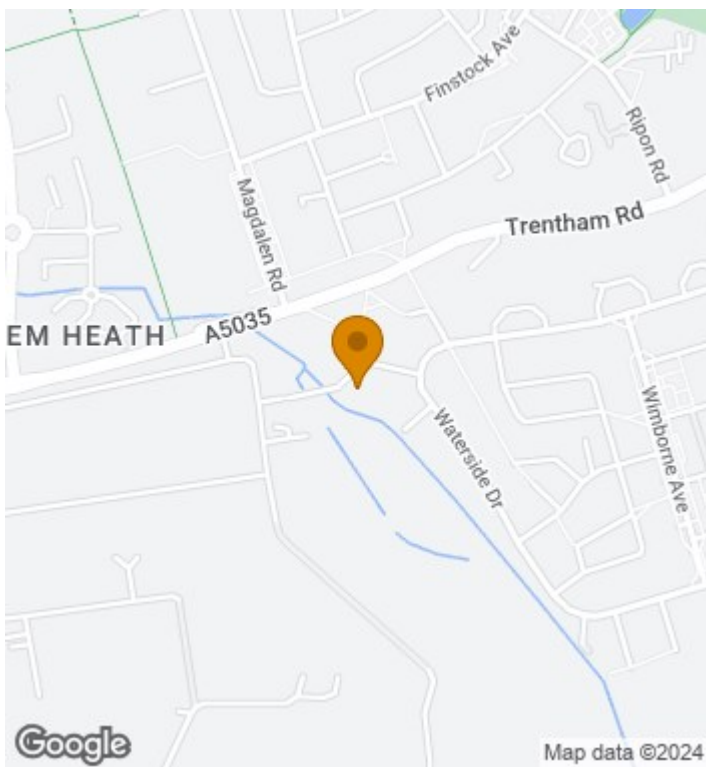 Finstock Ave
Ripon Rd
Magdalen Rd
Trentham Rd
A5035
EM HEATH
Waterside Dr
Wimborne Ave
Google
Map data ©2024